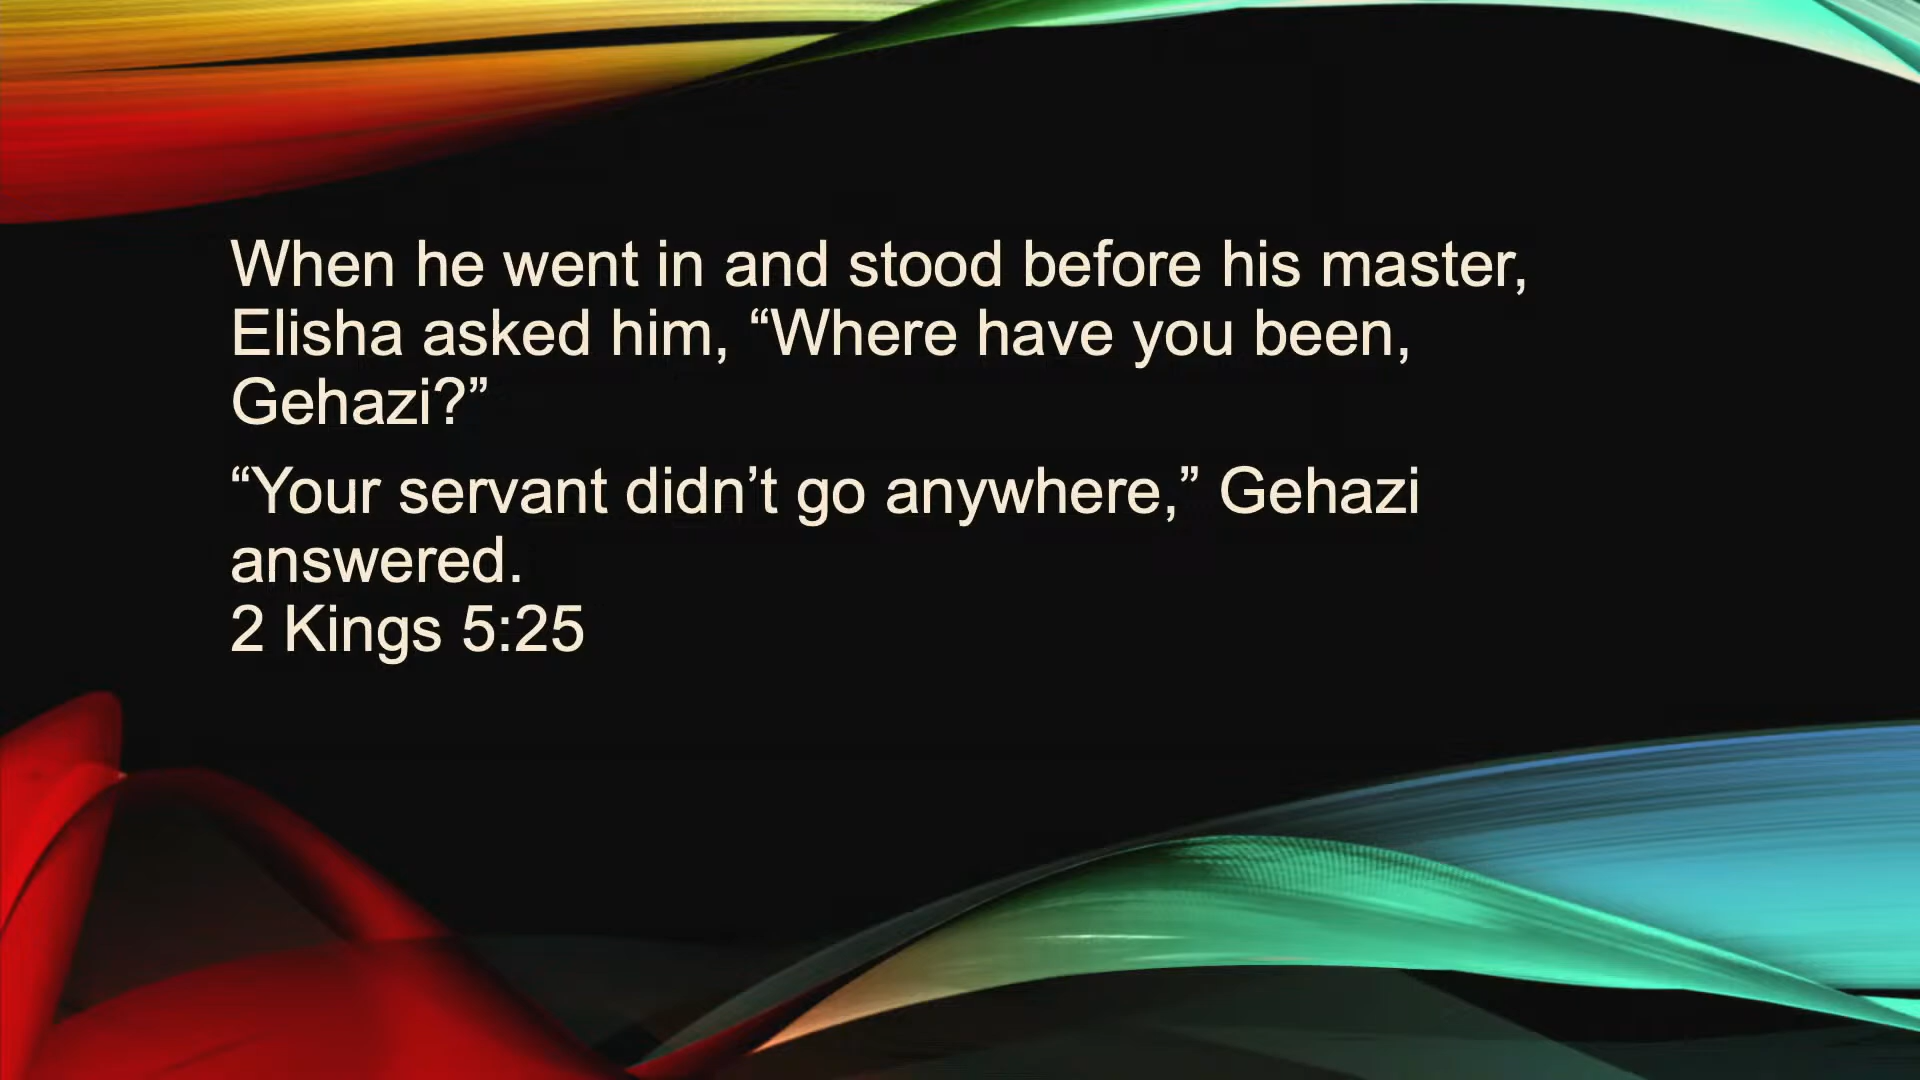 When he went in and stood before his master,
Elisha asked him, “Where have you been,
Gehazi?”
“Your servant didn’t go anywhere,” Gehazi
answered.
2 Kings 5:25